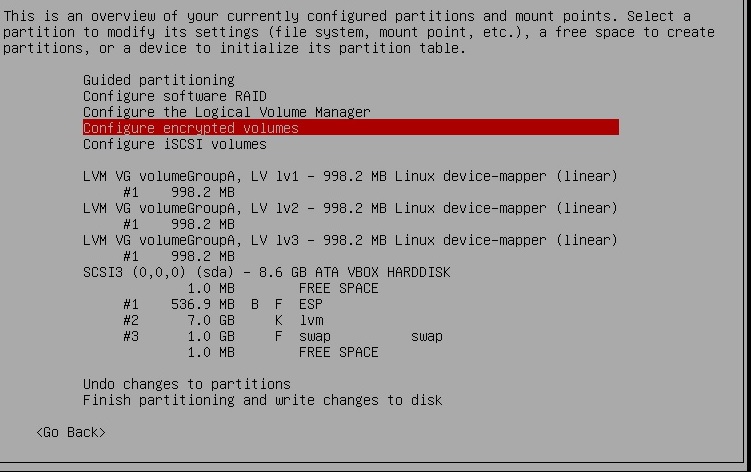 This is an overview of your currently configured partitions and mount points. Select a
partition to modify its settings (file system, mount point, etc.), a free space to create
partitions, or a device to initialize its partition table.
Guided partitioning
Configure software RAID
Configure the Logical Volume Manager
Configure encrypted volumes
Configure iSCSI volumes
LVM VG volumeGroupA, LV lv1 - 998.2 MB Linux device-mapper (linear)
#1 998.2 MB
LVM VG volumeGroupA, LV lv2 - 998.2 MB Linux device-mapper (linear)
#1 998.2 MB
LVM VG volumeGroupA, LV lv3 - 998.2 MB Linux device-mapper (linear)
#1 998.2 MB
SCSI3 (0,0,0) (sda) - 8.6 GB ATA VBOX HARDDISK
1.0 MB FREE SPACE
#1 536.9 MB B F ESP
#2 7.0 GB K lvm
#3 1.0 GB F swap swap
1.0 MB FREE SPACE
Undo changes to partitions
Finish partitioning and write changes to disk
<Go Back>